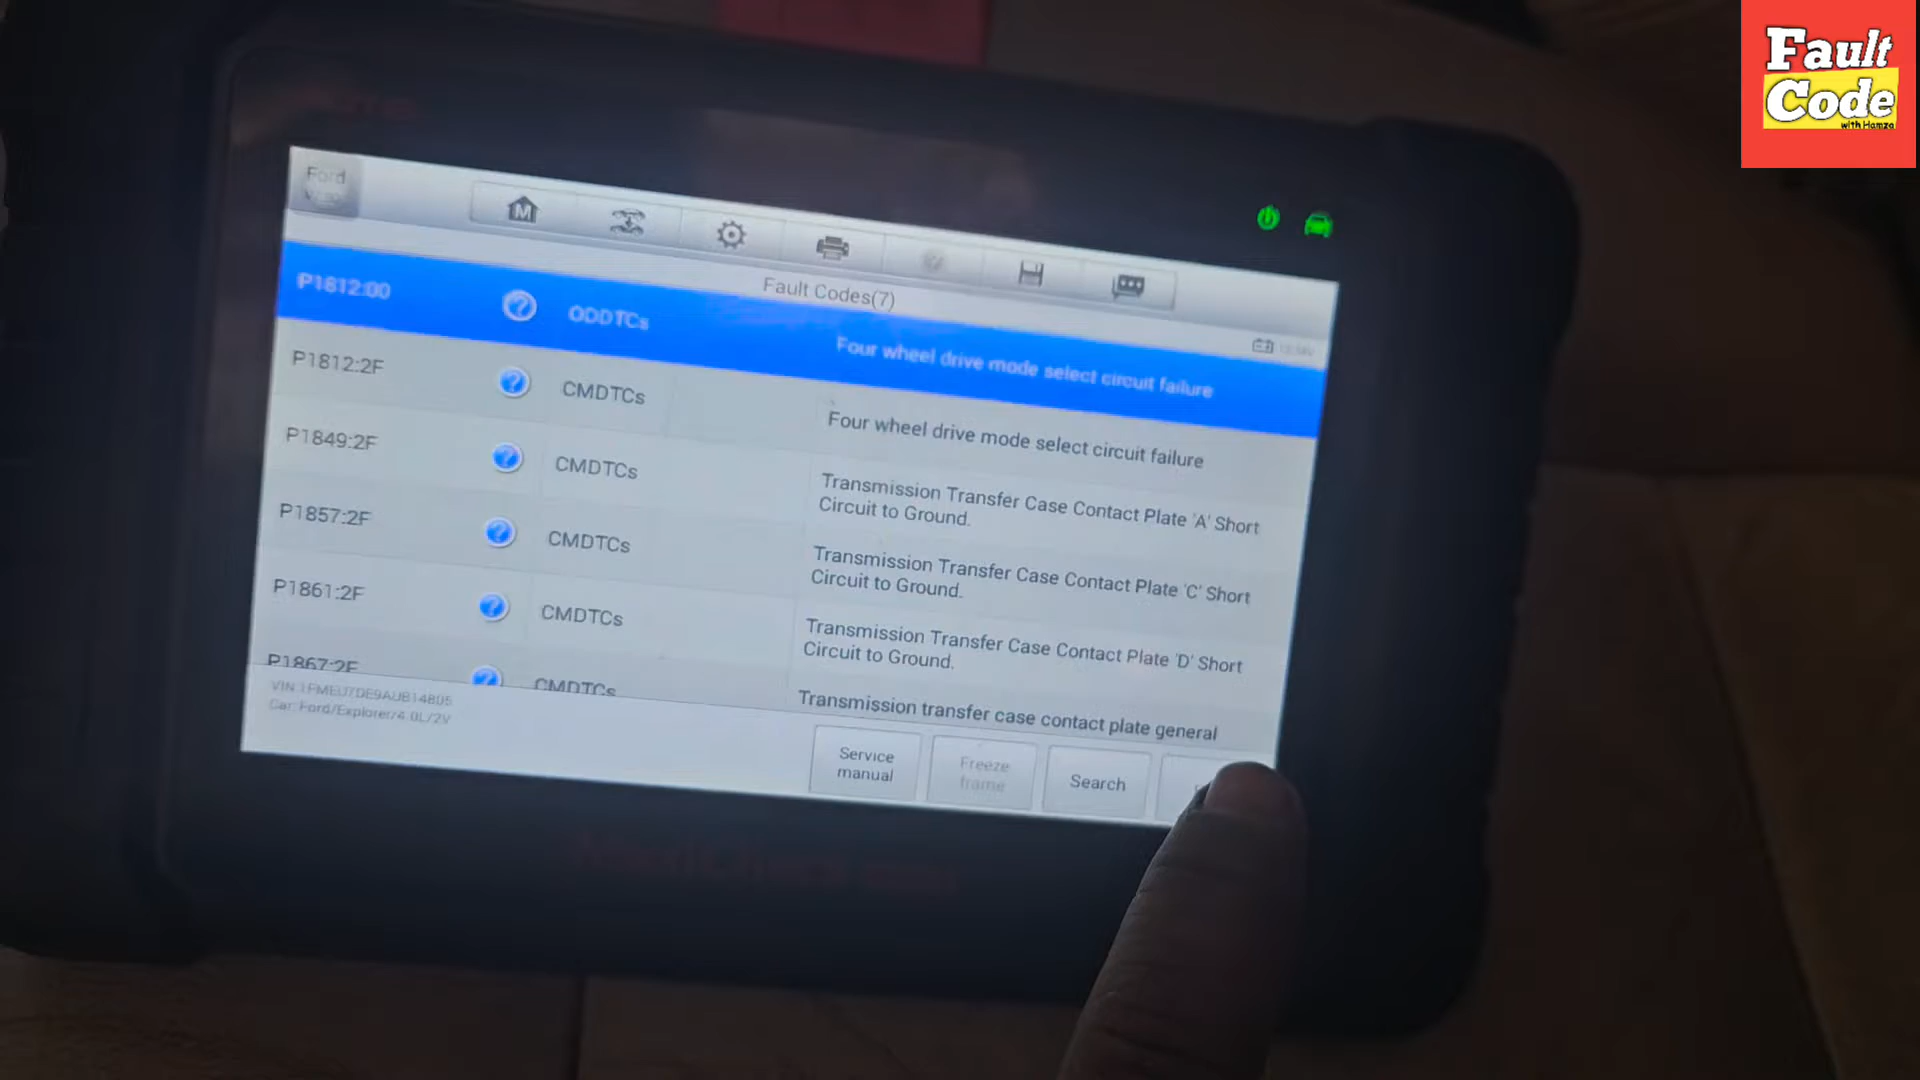 Fault
Code
with Hamza
Ford
M
Fault Codes(7)
P1812:00 ? ODDTCs Four wheel drive mode select circuit failure
P1812:2F ? CMDTCs Four wheel drive mode select circuit failure
P1849:2F ? CMDTCs Transmission Transfer Case Contact Plate 'A' Short
Circuit to Ground.
P1857:2F ? CMDTCs Transmission Transfer Case Contact Plate 'C' Short
Circuit to Ground.
P1861:2F ? CMDTCs Transmission Transfer Case Contact Plate 'D' Short
Circuit to Ground.
P1867:2F ? CMDTCs Transmission transfer case contact plate general
VIN:1FMEU7DE9AUB14805
Car: Ford/Explorer/4.0L/2V
Service
manual
Freeze
frame
Search